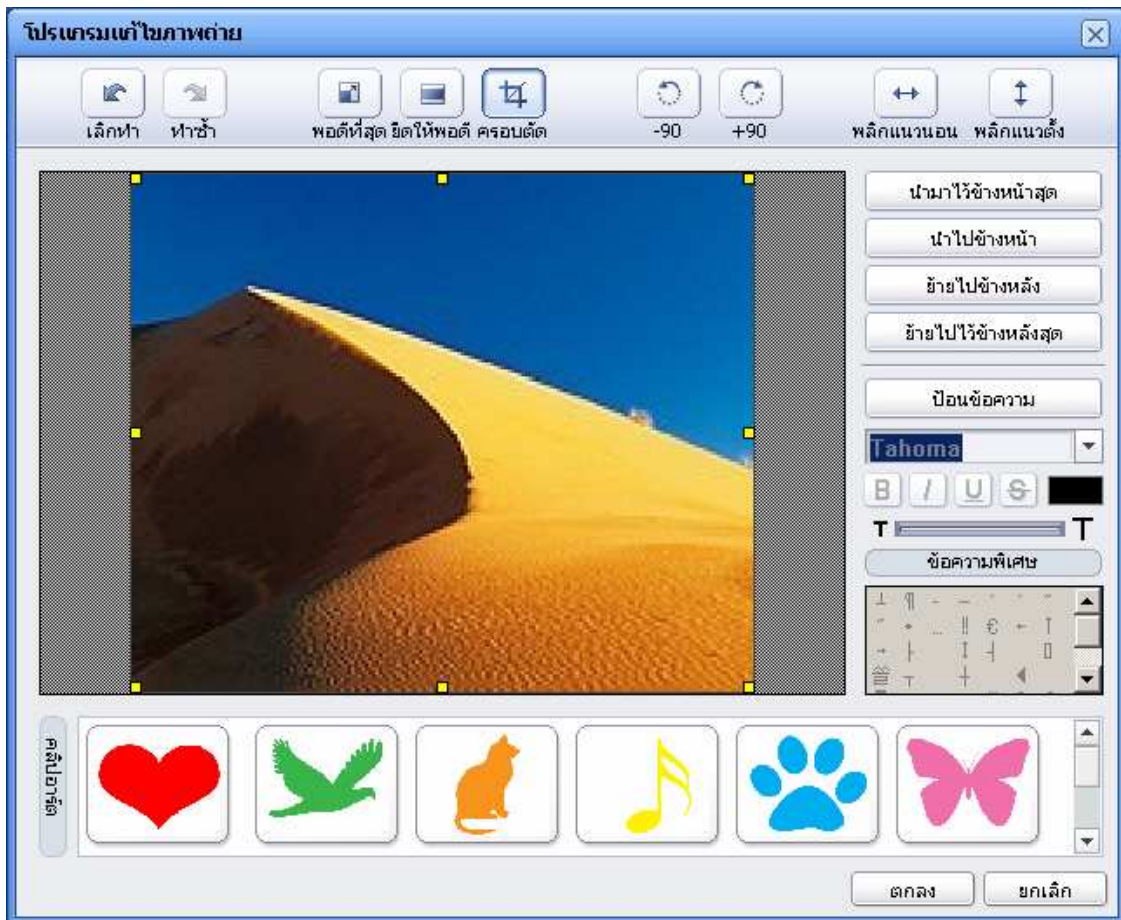 โปรแกรมแก้ไขภาพถ่าย
เลิกทำ ทำซ้ำ พอดีที่สุด ยืดให้พอดี ครอบตัด -90 +90 พลิกแนวนอน พลิกแนวตั้ง
นำมาไว้ข้างหน้าสุด
นำไปข้างหน้า
ย้ายไปข้างหลัง
ย้ายไปไว้ข้างหลังสุด
ป้อนข้อความ
Tahoma
B I U S
T T
ข้อความพิเศษ
คลิปอาร์ต
ตกลง ยกเลิก